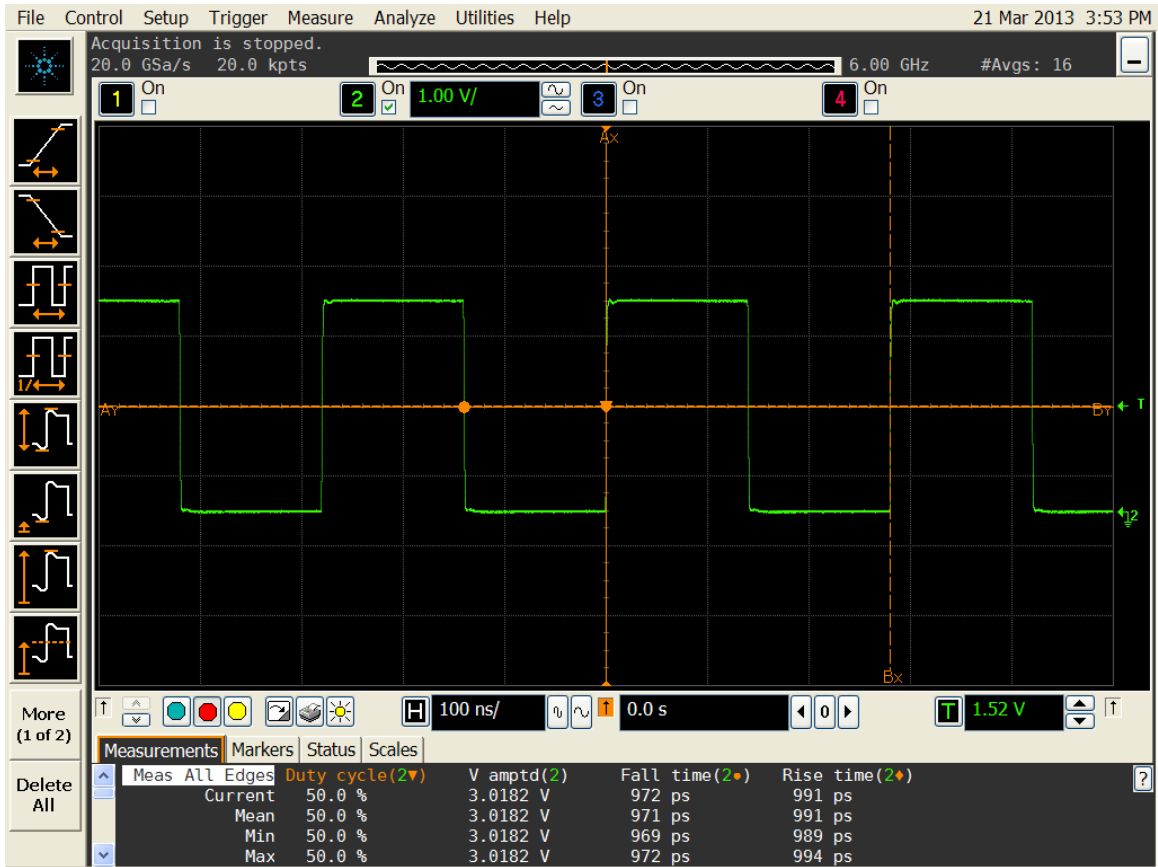 File Control Setup Trigger Measure Analyze Utilities Help 21 Mar 2013 3:53 PM
Acquisition is stopped.
20.0 GSa/s 20.0 kpts 6.00 GHz #Avgs: 16
1 On 2 On 1.00 V/ 3 On 4 On
Ax
AY BY T
2
Bx
1/
More
(1 of 2)
Delete
All
H 100 ns/ 0.0 s 0 T 1.52 V
Measurements Markers Status Scales
Meas All Edges Duty cycle(2▼) V amptd(2) Fall time(2●) Rise time(2♦) ?
Current 50.0 % 3.0182 V 972 ps 991 ps
Mean 50.0 % 3.0182 V 971 ps 991 ps
Min 50.0 % 3.0182 V 969 ps 989 ps
Max 50.0 % 3.0182 V 972 ps 994 ps